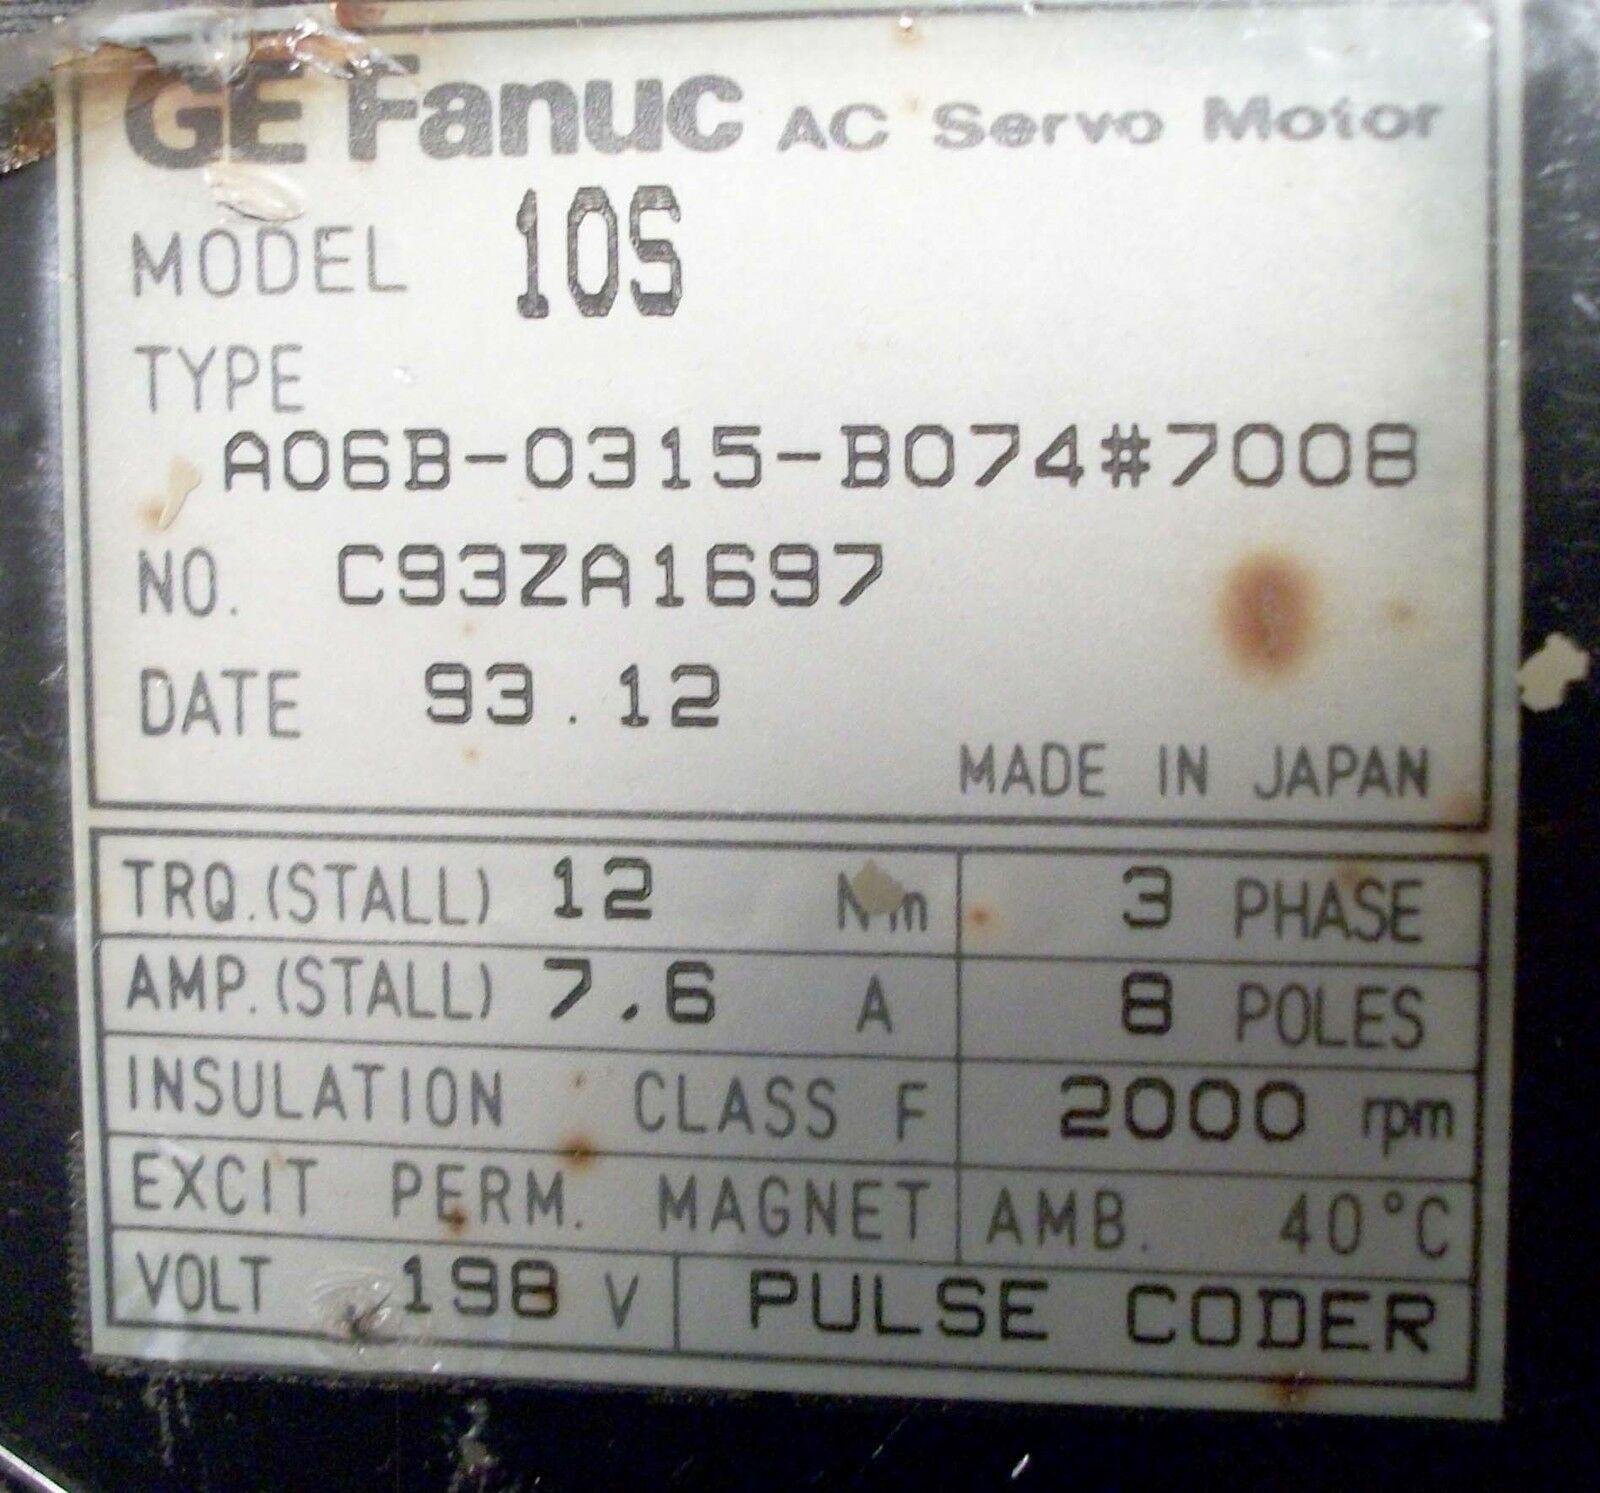 GE Fanuc AC Servo Motor
MODEL 10S
TYPE
A06B-0315-B074#7008
NO. C93ZA1697
DATE 93.12
MADE IN JAPAN
TRQ.(STALL) 12 Nm 3 PHASE
AMP.(STALL) 7.6 A 8 POLES
INSULATION CLASS F 2000 rpm
EXCIT PERM. MAGNET AMB. 40°C
VOLT 198 V PULSE CODER